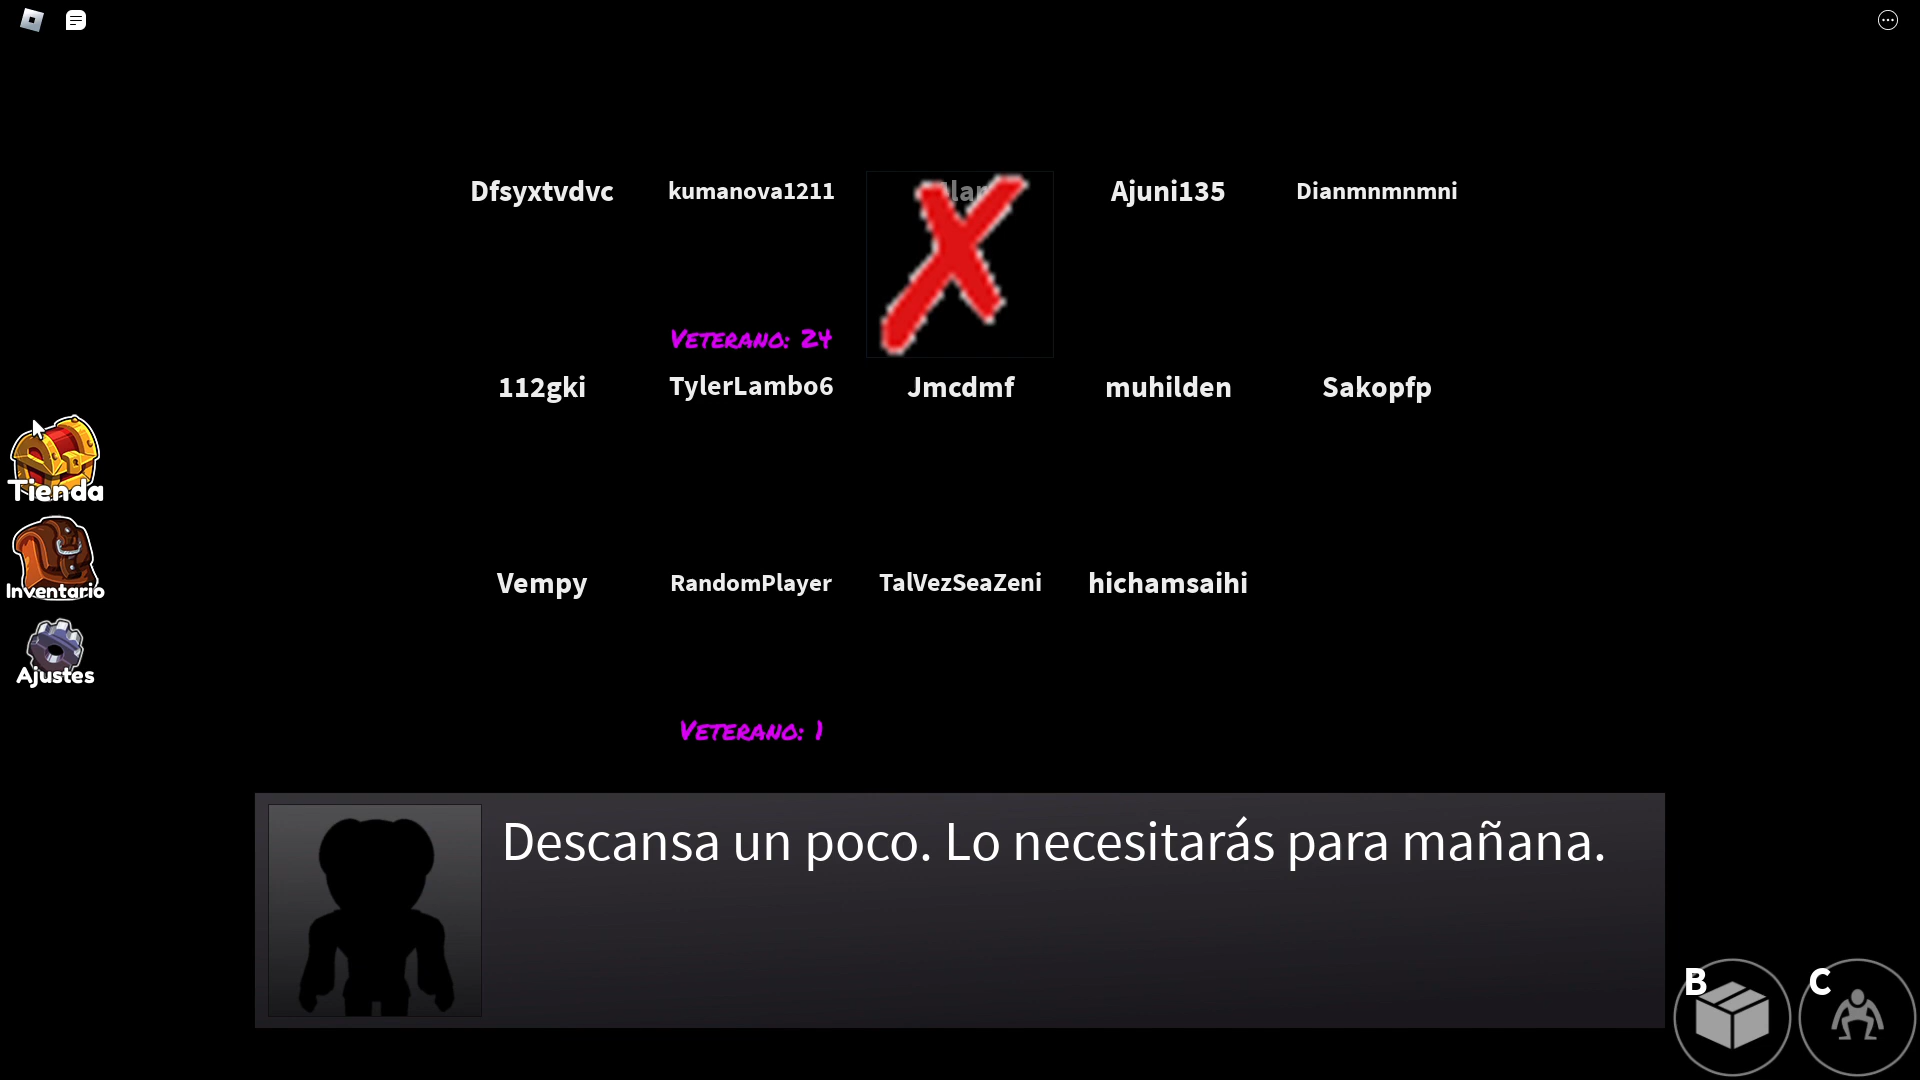 Dfsyxtvdvc kumanova1211 Ajuni135 Dianmnmnmni
Veterano: 24
112gki TylerLambo6 Jmcdmf muhilden Sakopfp
Tienda
Inventario
Vempy RandomPlayer TalVezSeaZeni hichamsaihi
Ajustes
Veterano: 1
Descansa un poco. Lo necesitarás para mañana.
B C